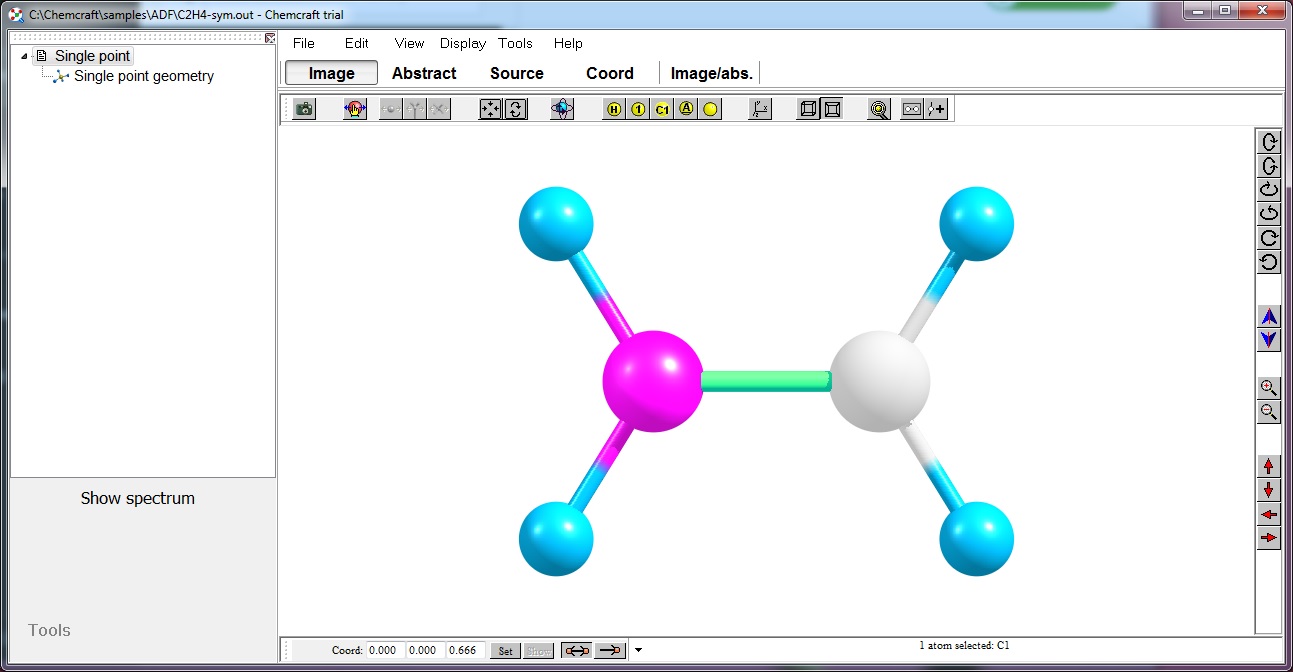 C:\Chemcraft\samples\ADF\C2H4-sym.out - Chemcraft trial
Single point
Single point geometry
Show spectrum
Tools
File Edit View Display Tools Help
Image Abstract Source Coord Image/abs.
H 1 C1 A
Coord: 0.000 0.000 0.666 Set Show
1 atom selected: C1